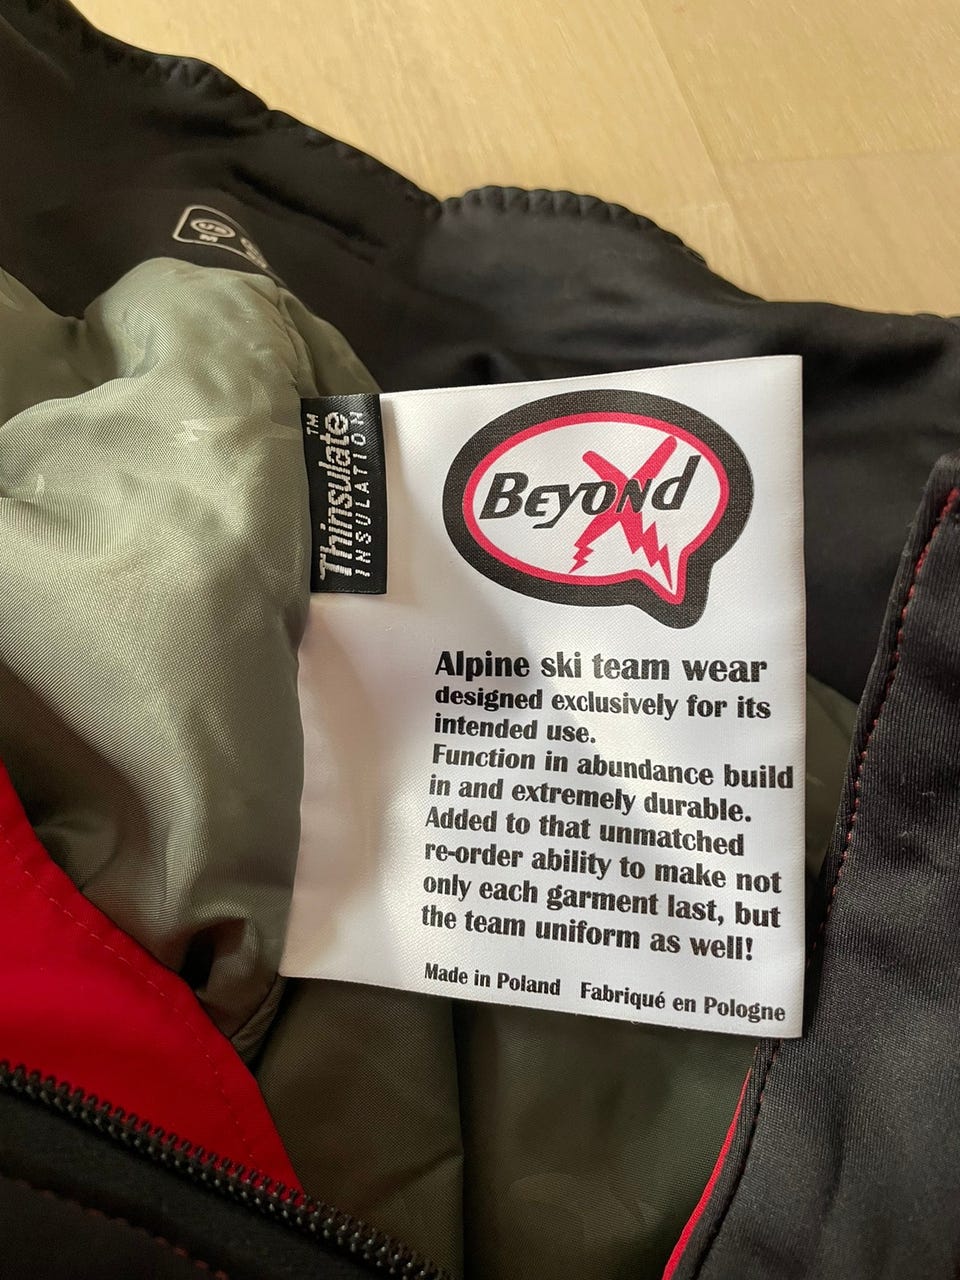 US
M
Thinsulate™
INSULATION
BEYOND X
Alpine ski team wear
designed exclusively for its
intended use.
Function in abundance build
in and extremely durable.
Added to that unmatched
re-order ability to make not
only each garment last, but
the team uniform as well!
Made in Poland Fabriqué en Pologne